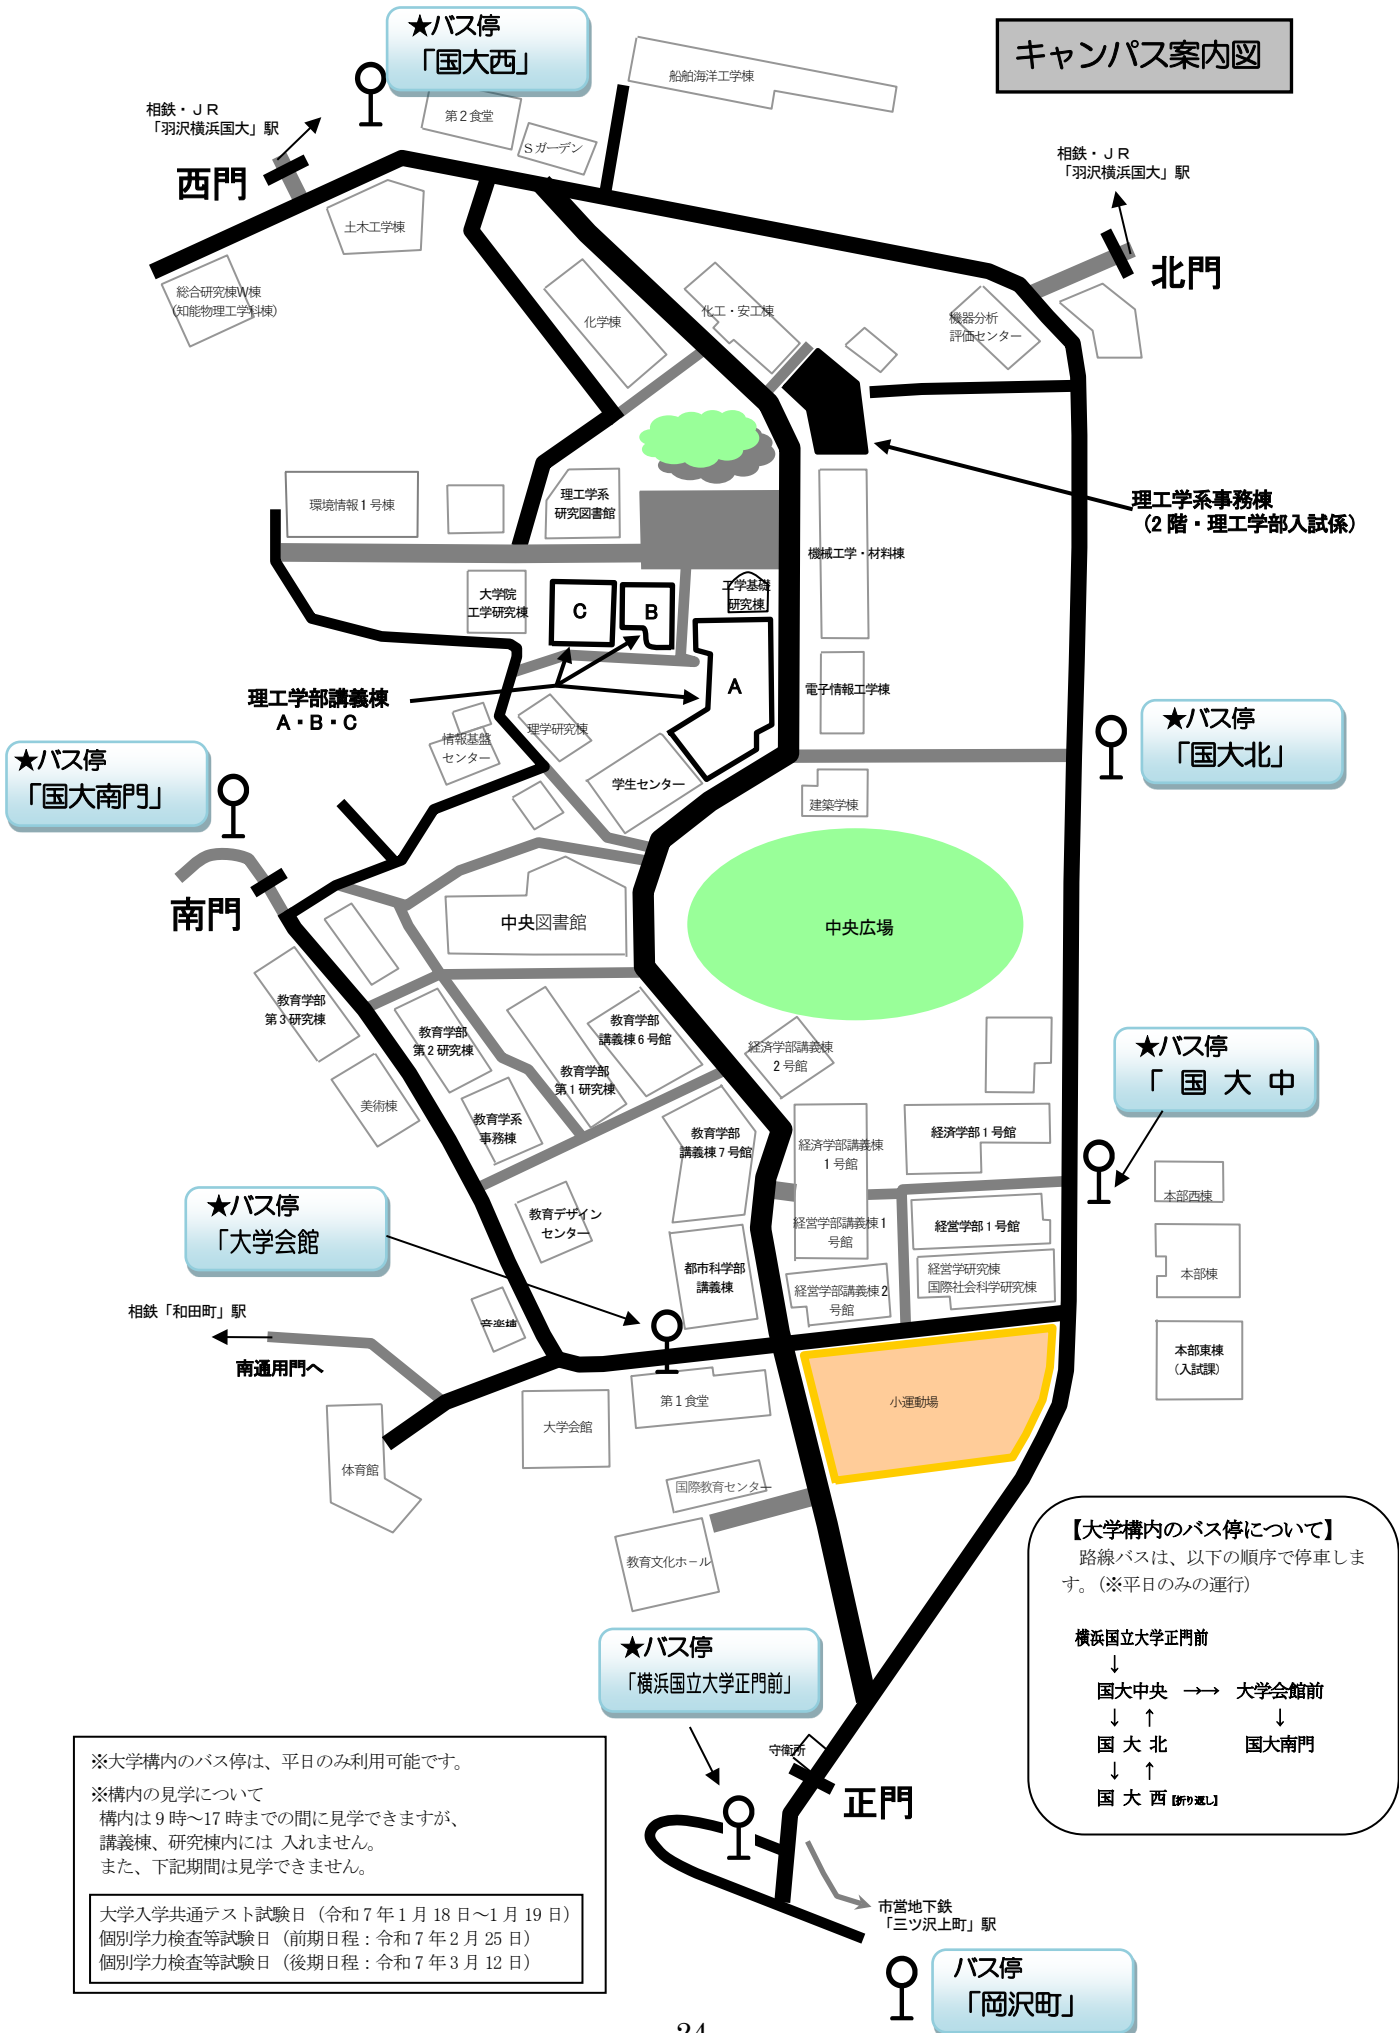 キャンパス案内図
★バス停
「国大西」
船舶海洋工学棟
第２食堂
Ｓガーデン
相鉄・ＪＲ
「羽沢横浜国大」駅
西門
土木工学棟
総合研究棟W棟
(知能物理工学科棟)
相鉄・ＪＲ
「羽沢横浜国大」駅
北門
化学棟
化工・安工棟
機器分析
評価センター
環境情報１号棟
理工学系
研究図書館
理工学系事務棟
（2 階・理工学部入試係）
機械工学・材料棟
大学院
工学研究棟
C
B
工学基礎
研究棟
A
電子情報工学棟
理工学部講義棟
A・B・C
情報基盤
センター
理学研究棟
学生センター
建築学棟
★バス停
「国大北」
★バス停
「国大南門」
南門
中央図書館
中央広場
教育学部
第３研究棟
教育学部
第２研究棟
教育学部
講義棟６号館
教育学部
第１研究棟
美術棟
教育学系
事務棟
経済学部講義棟
２号館
★バス停
「 国 大 中
教育学部
講義棟７号館
経済学部講義棟
１号館
経済学部１号館
本部西棟
★バス停
「大学会館
教育デザイン
センター
経営学部講義棟１
号館
経営学部１号館
都市科学部
講義棟
経営学部講義棟２
号館
経営学研究棟
国際社会科学研究棟
本部棟
相鉄「和田町」駅
南通用門へ
音楽棟
本部東棟
（入試課）
第１食堂
小運動場
大学会館
体育館
国際教育センター
教育文化ホール
【大学構内のバス停について】
路線バスは、以下の順序で停車しま
す。（※平日のみの運行）
横浜国立大学正門前
↓
国大中央　→→　大学会館前
↓　↑　↓
国 大 北　国大南門
↓　↑
国 大 西【折り返し】
★バス停
「横浜国立大学正門前」
守衛所
正門
※大学構内のバス停は、平日のみ利用可能です。
※構内の見学について
構内は 9 時～17 時までの間に見学できますが、
講義棟、研究棟内には 入れません。
また、下記期間は見学できません。
大学入学共通テスト試験日（令和 7 年 1 月 18 日～1 月 19 日）
個別学力検査等試験日（前期日程：令和 7 年 2 月 25 日）
個別学力検査等試験日（後期日程：令和 7 年 3 月 12 日）
市営地下鉄
「三ツ沢上町」駅
バス停
「岡沢町」
24